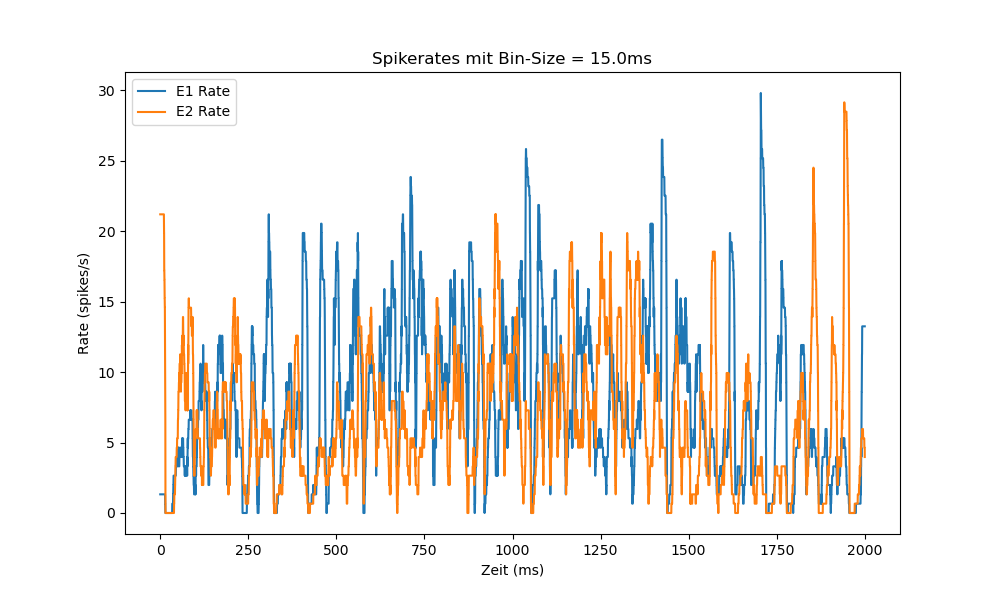 Spikerates mit Bin-Size = 15.0ms
E1 Rate
E2 Rate
Rate (spikes/s)
30
25
20
15
10
5
0
0 250 500 750 1000 1250 1500 1750 2000
Zeit (ms)